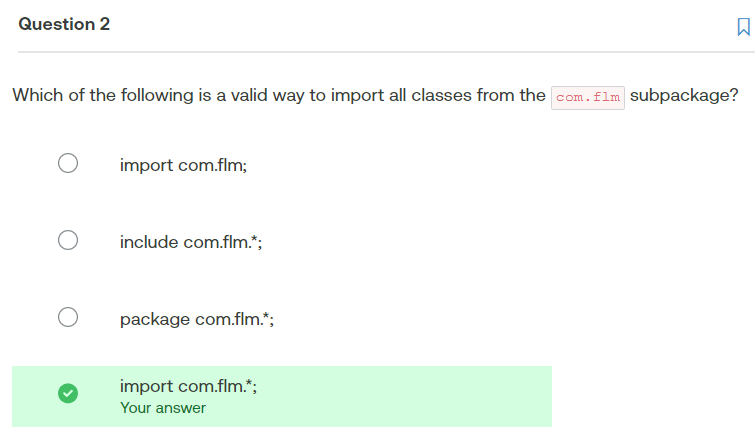 Question 2
Which of the following is a valid way to import all classes from the com.flm subpackage?
import com.flm;
include com.flm.*;
package com.flm.*;
import com.flm.*;
Your answer